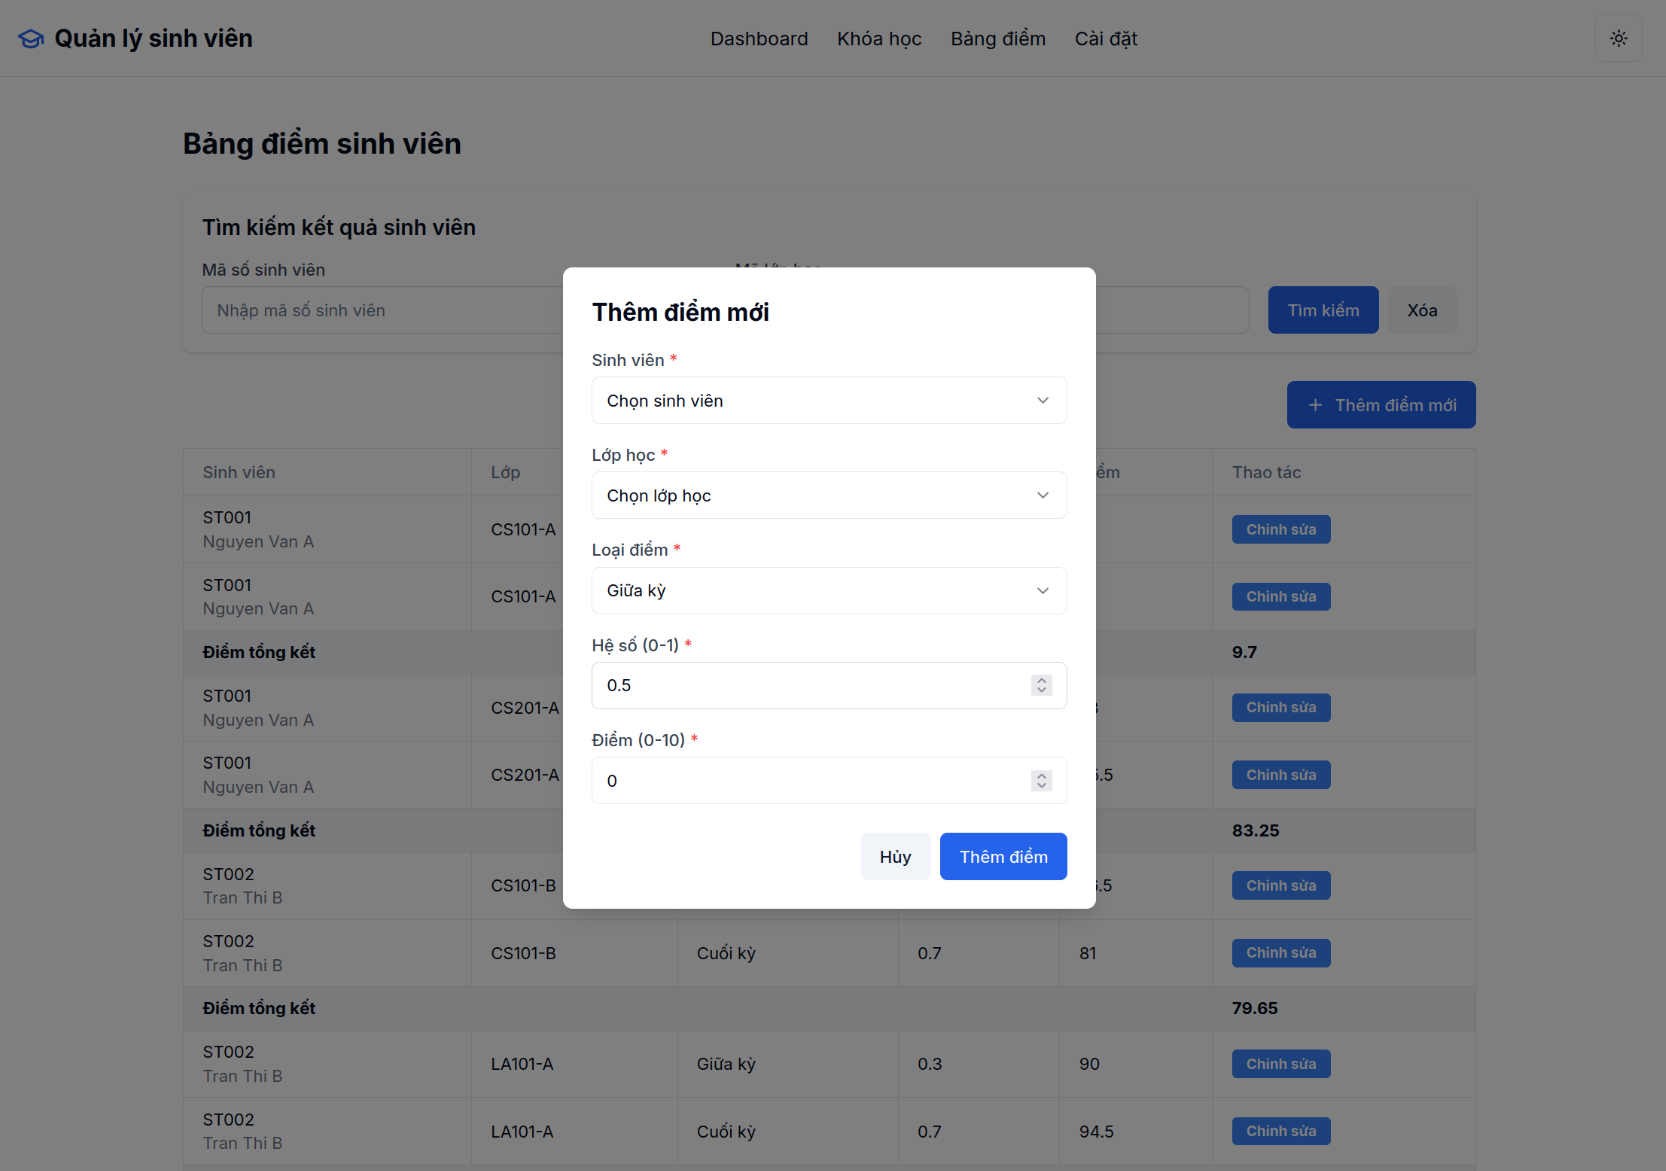 Quản lý sinh viên
Dashboard
Khóa học
Bảng điểm
Cài đặt
Bảng điểm sinh viên
Tìm kiếm kết quả sinh viên
Mã số sinh viên
Mã lớp học
Nhập mã số sinh viên
Tìm kiếm
Xóa
Thêm điểm mới
Sinh viên
Lớp
Thao tác
ST001
Nguyen Van A
CS101-A
Chỉnh sửa
ST001
Nguyen Van A
CS101-A
Chỉnh sửa
Điểm tổng kết
9.7
ST001
Nguyen Van A
CS201-A
Chỉnh sửa
ST001
Nguyen Van A
CS201-A
5.5
Chỉnh sửa
Điểm tổng kết
83.25
ST002
Tran Thi B
CS101-B
Chỉnh sửa
ST002
Tran Thi B
CS101-B
Cuối kỳ
0.7
81
Chỉnh sửa
Điểm tổng kết
79.65
ST002
Tran Thi B
LA101-A
Giữa kỳ
0.3
90
Chỉnh sửa
ST002
Tran Thi B
LA101-A
Cuối kỳ
0.7
94.5
Chỉnh sửa
Thêm điểm mới
Sinh viên *
Chọn sinh viên
Lớp học *
Chọn lớp học
Loại điểm *
Giữa kỳ
Hệ số (0-1) *
0.5
Điểm (0-10) *
0
Hủy
Thêm điểm